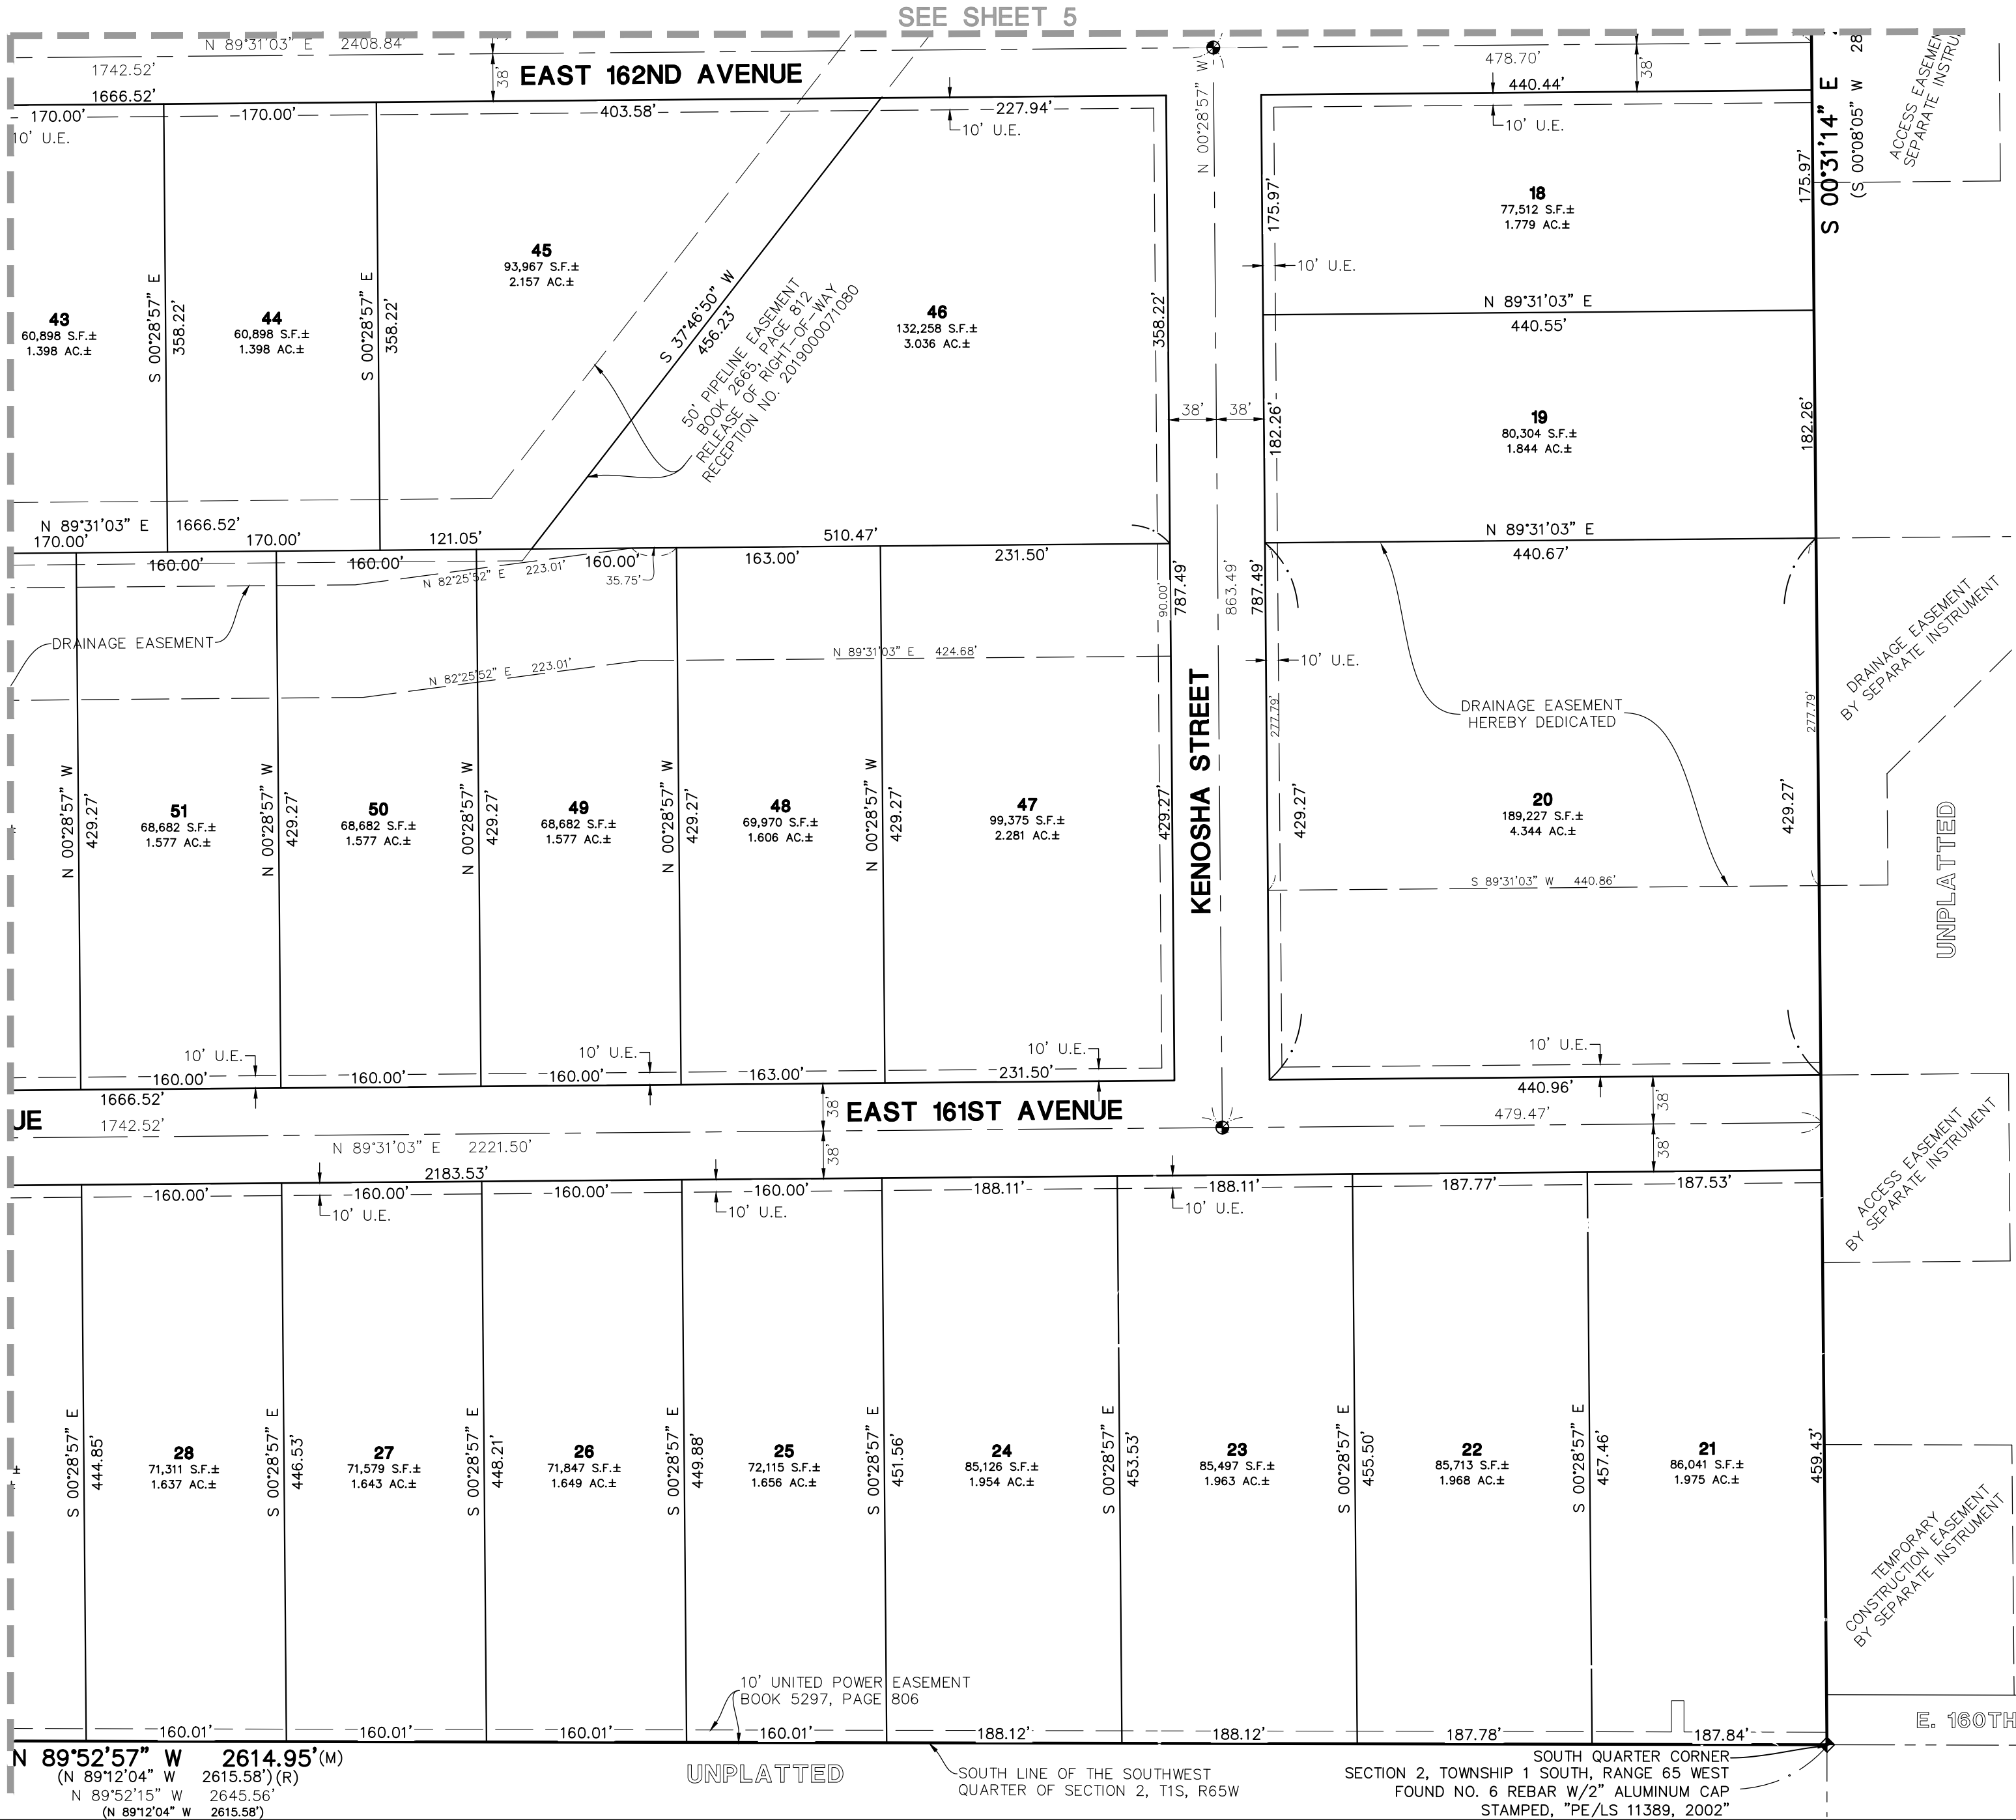 SEE SHEET 5
N 89°31'03" E 2408.84'
1742.52'
38'
EAST 162ND AVENUE
1666.52'
170.00'
170.00'
403.58'
227.94'
10' U.E.
10' U.E.
N 00°28'57" W
478.70'
38'
440.44'
10' U.E.
S 00°31'14" E
(S 00°08'05" W 28
ACCESS EASEMEN
SEPARATE INSTRU
43
60,898 S.F.±
1.398 AC.±
S 00°28'57" E
358.22'
44
60,898 S.F.±
1.398 AC.±
S 00°28'57" E
358.22'
45
93,967 S.F.±
2.157 AC.±
S 37°46'50" W
456.23'
50' PIPELINE EASEMENT
BOOK 2665, PAGE 812
RELEASE OF RIGHT-OF-WAY
RECEPTION NO. 2019000071080
46
132,258 S.F.±
3.036 AC.±
358.22'
38'
38'
175.97'
10' U.E.
18
77,512 S.F.±
1.779 AC.±
175.97'
N 89°31'03" E
440.55'
182.26'
19
80,304 S.F.±
1.844 AC.±
182.26'
N 89°31'03" E
440.67'
N 89°31'03" E 1666.52'
170.00'
170.00'
121.05'
510.47'
160.00'
160.00'
160.00'
163.00'
231.50'
N 82°25'52" E 223.01'
35.75'
DRAINAGE EASEMENT
N 82°25'52" E 223.01'
N 89°31'03" E 424.68'
90.00'
787.49'
863.49'
787.49'
10' U.E.
277.79'
DRAINAGE EASEMENT
HEREBY DEDICATED
277.79'
DRAINAGE EASEMENT
BY SEPARATE INSTRUMENT
N 00°28'57" W
429.27'
51
68,682 S.F.±
1.577 AC.±
N 00°28'57" W
429.27'
50
68,682 S.F.±
1.577 AC.±
N 00°28'57" W
429.27'
49
68,682 S.F.±
1.577 AC.±
N 00°28'57" W
429.27'
48
69,970 S.F.±
1.606 AC.±
N 00°28'57" W
429.27'
47
99,375 S.F.±
2.281 AC.±
429.27'
KENOSHA STREET
429.27'
20
189,227 S.F.±
4.344 AC.±
429.27'
UNPLATTED
S 89°31'03" W 440.86'
10' U.E.
10' U.E.
10' U.E.
10' U.E.
160.00'
160.00'
160.00'
163.00'
231.50'
440.96'
1666.52'
UE
1742.52'
38'
EAST 161ST AVENUE
38'
479.47'
N 89°31'03" E 2221.50'
38'
38'
2183.53'
160.00'
160.00'
160.00'
160.00'
188.11'
188.11'
187.77'
187.53'
10' U.E.
10' U.E.
10' U.E.
ACCESS EASEMENT
BY SEPARATE INSTRUMENT
S 00°28'57" E
444.85'
28
71,311 S.F.±
1.637 AC.±
S 00°28'57" E
446.53'
27
71,579 S.F.±
1.643 AC.±
S 00°28'57" E
448.21'
26
71,847 S.F.±
1.649 AC.±
S 00°28'57" E
449.88'
25
72,115 S.F.±
1.656 AC.±
S 00°28'57" E
451.56'
24
85,126 S.F.±
1.954 AC.±
S 00°28'57" E
453.53'
23
85,497 S.F.±
1.963 AC.±
S 00°28'57" E
455.50'
22
85,713 S.F.±
1.968 AC.±
S 00°28'57" E
457.46'
21
86,041 S.F.±
1.975 AC.±
459.43'
TEMPORARY
CONSTRUCTION EASEMENT
BY SEPARATE INSTRUMENT
10' UNITED POWER EASEMENT
BOOK 5297, PAGE 806
160.01'
160.01'
160.01'
160.01'
188.12'
188.12'
187.78'
187.84'
E. 160TH
N 89°52'57" W 2614.95'(M)
(N 89°12'04" W 2615.58')(R)
N 89°52'15" W 2645.56'
(N 89°12'04" W 2615.58')
UNPLATTED
SOUTH LINE OF THE SOUTHWEST
QUARTER OF SECTION 2, T1S, R65W
SOUTH QUARTER CORNER
SECTION 2, TOWNSHIP 1 SOUTH, RANGE 65 WEST
FOUND NO. 6 REBAR W/2" ALUMINUM CAP
STAMPED, "PE/LS 11389, 2002"